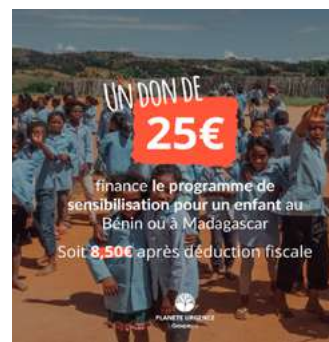 UN DON DE
25€
finance le programme de
sensibilisation pour un enfant au
Bénin ou à Madagascar
Soit 8,50€ après déduction fiscale
PLANETE URGENCE